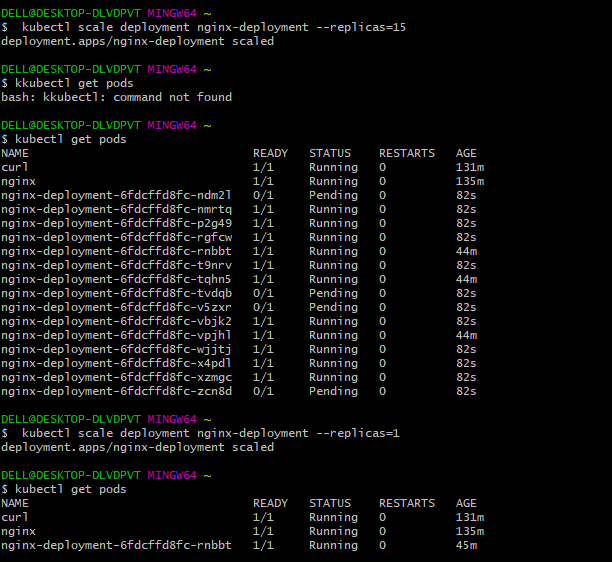 DELL@DESKTOP-DLVDPVT MINGW64 ~
$  kubectl scale deployment nginx-deployment --replicas=15
deployment.apps/nginx-deployment scaled
DELL@DESKTOP-DLVDPVT MINGW64 ~
$ kkubectl get pods
bash: kkubectl: command not found
DELL@DESKTOP-DLVDPVT MINGW64 ~
$ kubectl get pods
NAME READY STATUS RESTARTS AGE
curl 1/1 Running 0 131m
nginx 1/1 Running 0 135m
nginx-deployment-6fdcffd8fc-ndm2l 0/1 Pending 0 82s
nginx-deployment-6fdcffd8fc-nmrtq 1/1 Running 0 82s
nginx-deployment-6fdcffd8fc-p2g49 1/1 Running 0 82s
nginx-deployment-6fdcffd8fc-rgfcw 1/1 Running 0 82s
nginx-deployment-6fdcffd8fc-rnbbt 1/1 Running 0 44m
nginx-deployment-6fdcffd8fc-t9nrv 1/1 Running 0 82s
nginx-deployment-6fdcffd8fc-tqhn5 1/1 Running 0 44m
nginx-deployment-6fdcffd8fc-tvdqb 0/1 Pending 0 82s
nginx-deployment-6fdcffd8fc-v5zxr 0/1 Pending 0 82s
nginx-deployment-6fdcffd8fc-vbjk2 1/1 Running 0 82s
nginx-deployment-6fdcffd8fc-vpjhl 1/1 Running 0 44m
nginx-deployment-6fdcffd8fc-wjjtj 1/1 Running 0 82s
nginx-deployment-6fdcffd8fc-x4pdl 1/1 Running 0 82s
nginx-deployment-6fdcffd8fc-xzmgc 1/1 Running 0 82s
nginx-deployment-6fdcffd8fc-zcn8d 0/1 Pending 0 82s
DELL@DESKTOP-DLVDPVT MINGW64 ~
$  kubectl scale deployment nginx-deployment --replicas=1
deployment.apps/nginx-deployment scaled
DELL@DESKTOP-DLVDPVT MINGW64 ~
$ kubectl get pods
NAME READY STATUS RESTARTS AGE
curl 1/1 Running 0 131m
nginx 1/1 Running 0 135m
nginx-deployment-6fdcffd8fc-rnbbt 1/1 Running 0 45m